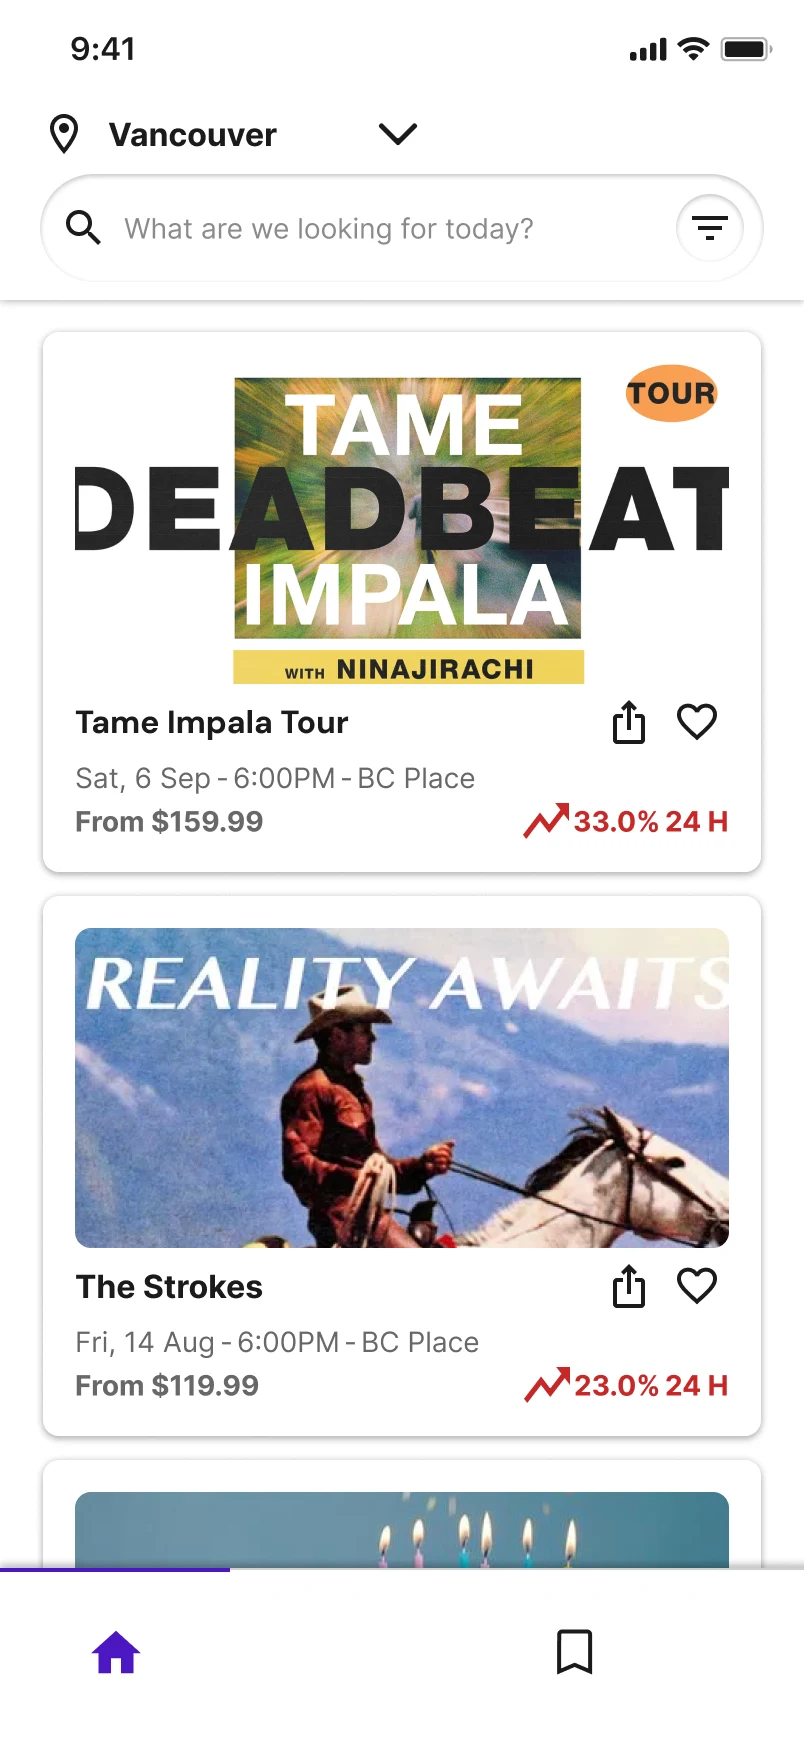 9:41
Vancouver
What are we looking for today?
TOUR
TAME
DEADBEAT
IMPALA
WITH NINAJIRACHI
Tame Impala Tour
Sat, 6 Sep - 6:00PM - BC Place
From $159.99
33.0% 24 H
REALITY AWAITS
The Strokes
Fri, 14 Aug - 6:00PM - BC Place
From $119.99
23.0% 24 H